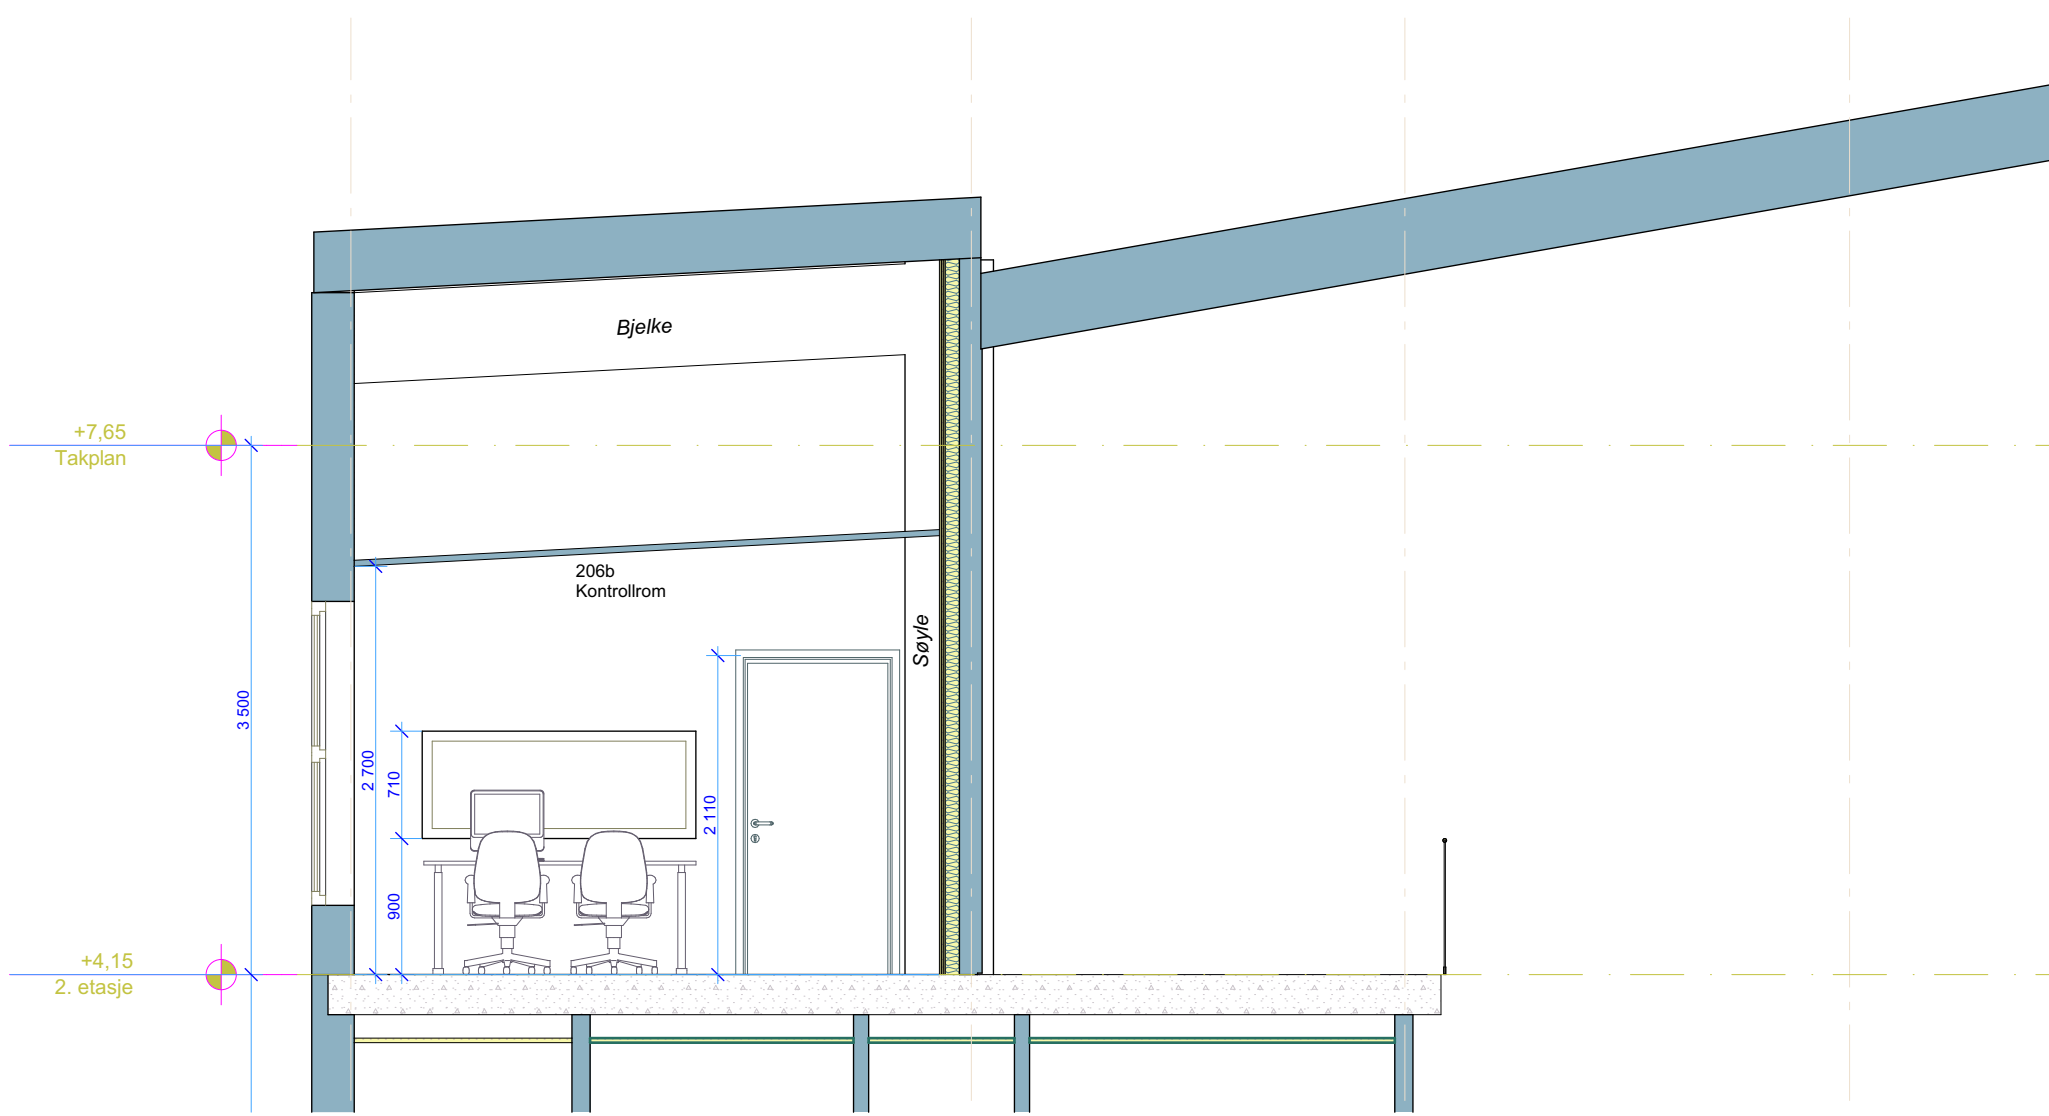 Bjelke
+7,65
Takplan
206b
Kontrollrom
Søyle
3 500
2 700
710
2 110
900
+4,15
2. etasje